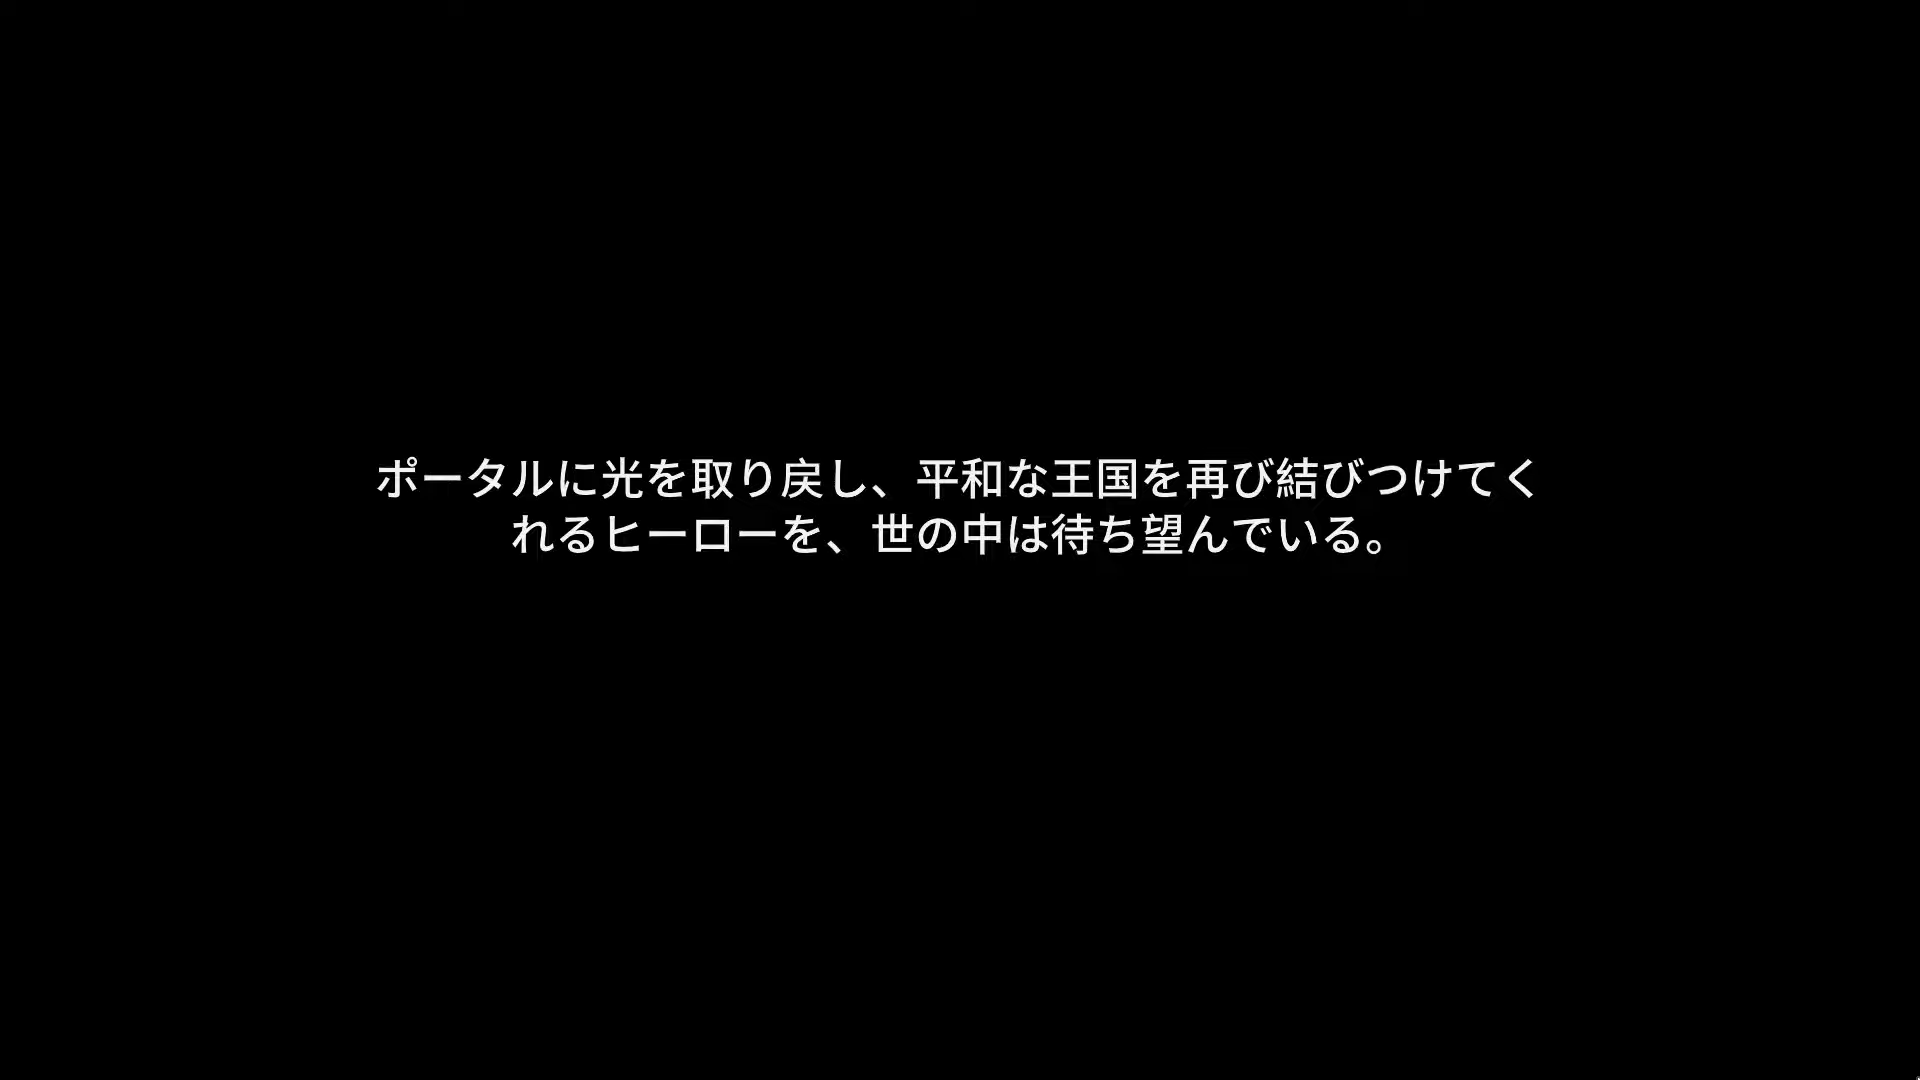 ポータルに光を取り戻し、平和な王国を再び結びつけてく
れるヒーローを、世の中は待ち望んでいる。